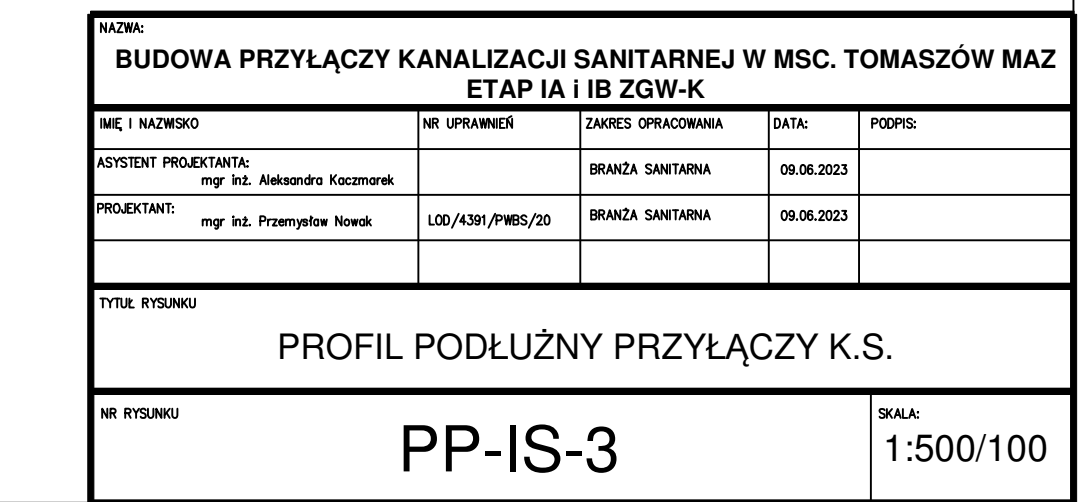 NAZWA:
BUDOWA PRZYŁĄCZY KANALIZACJI SANITARNEJ W MSC. TOMASZÓW MAZ
ETAP IA i IB ZGW-K
IMIĘ I NAZWISKO NR UPRAWNIEŃ ZAKRES OPRACOWANIA DATA: PODPIS:
ASYSTENT PROJEKTANTA:
mgr inż. Aleksandra Kaczmarek BRANŻA SANITARNA 09.06.2023
PROJEKTANT:
mgr inż. Przemysław Nowak LOD/4391/PWBS/20 BRANŻA SANITARNA 09.06.2023
TYTUŁ RYSUNKU
PROFIL PODŁUŻNY PRZYŁĄCZY K.S.
NR RYSUNKU
PP-IS-3
SKALA:
1:500/100